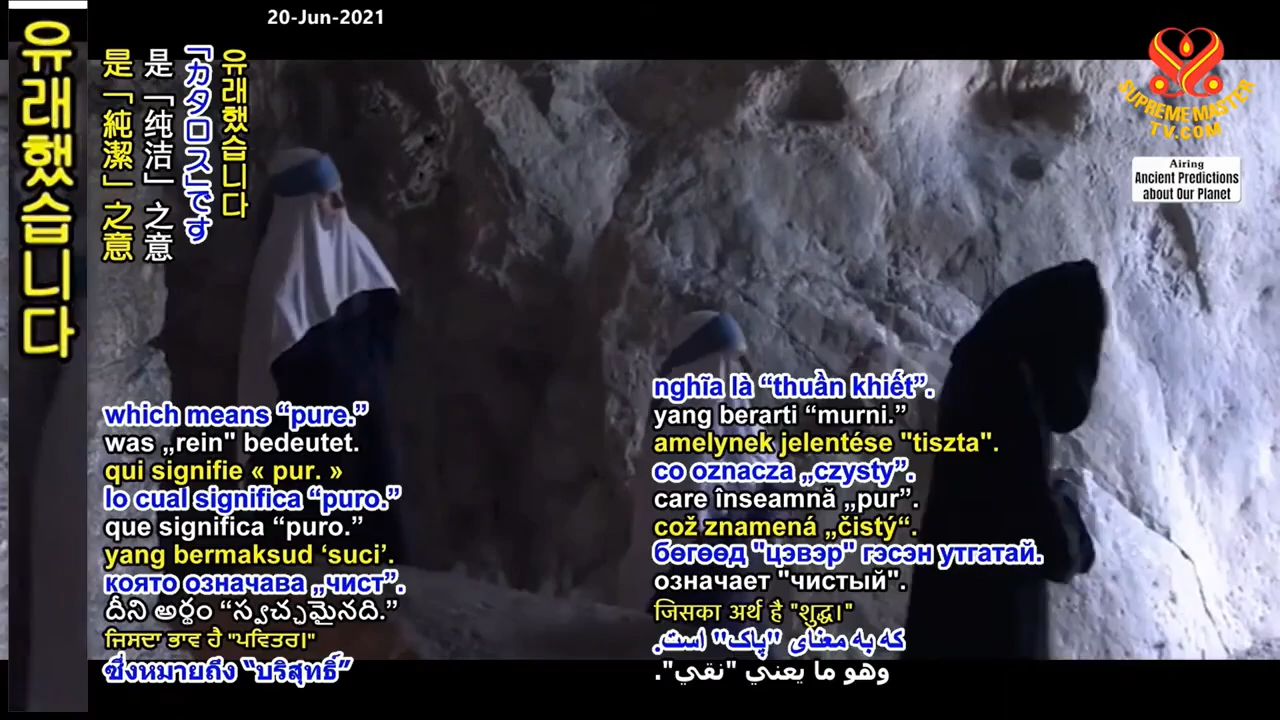 20-Jun-2021
유래했습니다
유래했습니다
「カタロス」です
是「纯洁」之意
是「純潔」之意
SUPREME MASTER
TV.COM
Airing
Ancient Predictions
about Our Planet
which means “pure.”
was „rein" bedeutet.
qui signifie « pur. »
lo cual significa “puro.”
que significa “puro.”
yang bermaksud ‘suci’.
което означава „чист”.
దీని అర్థం “స్వచ్ఛమైనది.”
ਜਿਸਦਾ ਭਾਵ ਹੈ "ਪਵਿਤਰ।"
ซึ่งหมายถึง “บริสุทธิ์”
nghĩa là “thuần khiết”.
yang berarti “murni.”
amelynek jelentése "tiszta".
co oznacza „czysty”.
care înseamnă „pur”.
což znamená „čistý“.
бөгөөд "цэвэр" гэсэн утгатай.
означает "чистый".
जिसका अर्थ है "शुद्ध।"
که به معنای "پاک" است.
وهو ما يعني "نقي".